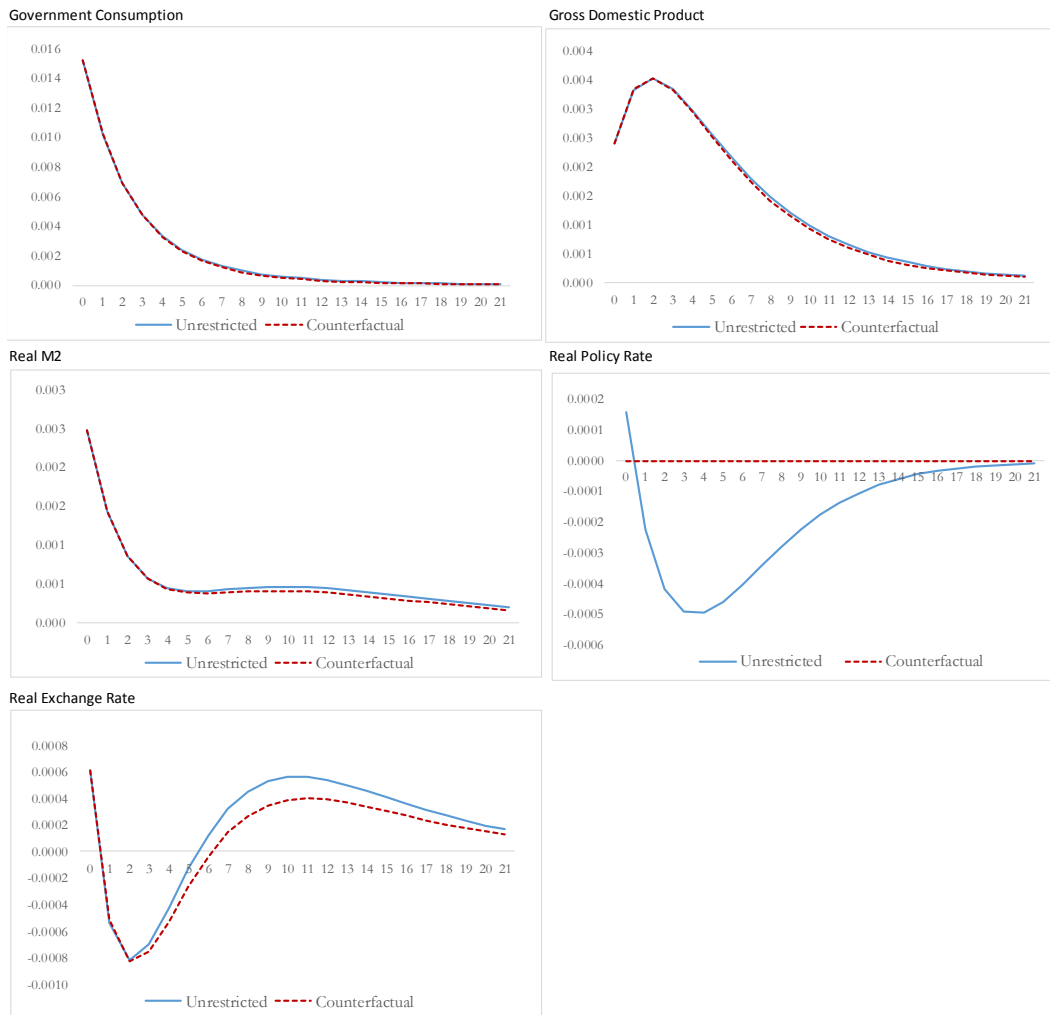 Government Consumption
0.016
0.014
0.012
0.010
0.008
0.006
0.004
0.002
0.000
0 1 2 3 4 5 6 7 8 9 10 11 12 13 14 15 16 17 18 19 20 21
Unrestricted Counterfactual
Gross Domestic Product
0.004
0.004
0.003
0.003
0.002
0.002
0.001
0.001
0.000
0 1 2 3 4 5 6 7 8 9 10 11 12 13 14 15 16 17 18 19 20 21
Unrestricted Counterfactual
Real M2
0.003
0.003
0.002
0.002
0.001
0.001
0.000
0 1 2 3 4 5 6 7 8 9 10 11 12 13 14 15 16 17 18 19 20 21
Unrestricted Counterfactual
Real Policy Rate
0.0002
0.0001
0.0000
-0.0001
-0.0002
-0.0003
-0.0004
-0.0005
-0.0006
0 1 2 3 4 5 6 7 8 9 10 11 12 13 14 15 16 17 18 19 20 21
Unrestricted Counterfactual
Real Exchange Rate
0.0008
0.0006
0.0004
0.0002
0.0000
-0.0002
-0.0004
-0.0006
-0.0008
-0.0010
0 1 2 3 4 5 6 7 8 9 10 11 12 13 14 15 16 17 18 19 20 21
Unrestricted Counterfactual